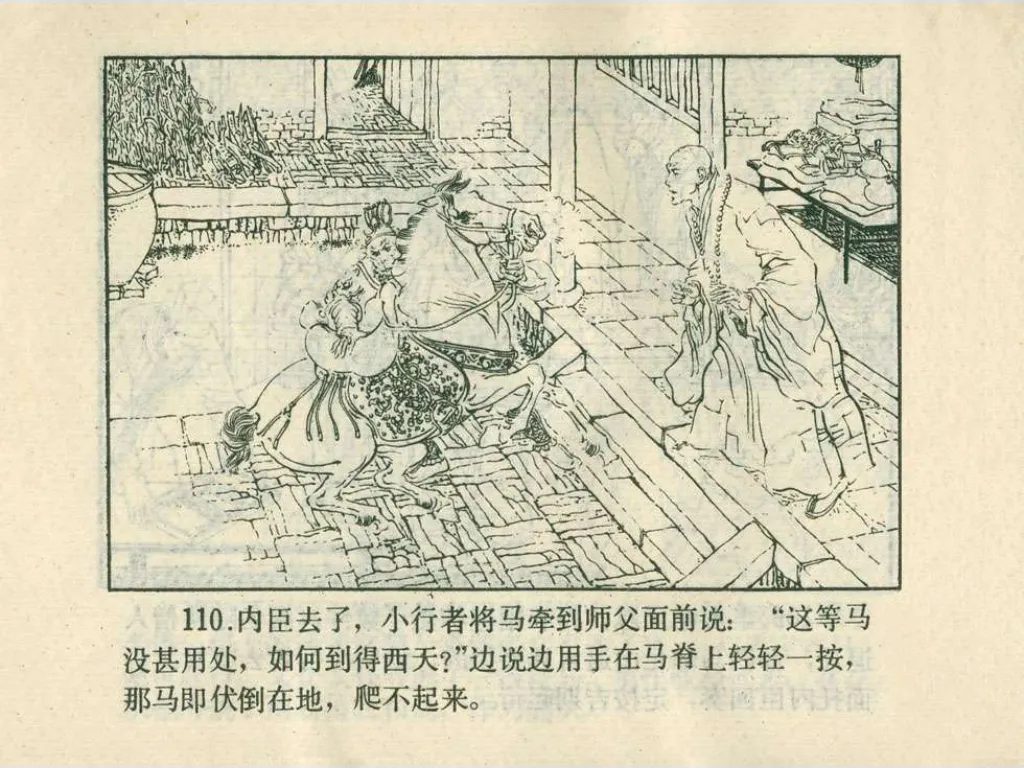 110.内臣去了，小行者将马牵到师父面前说：“这等马
没甚用处，如何到得西天？”边说边用手在马脊上轻轻一按，
那马即伏倒在地，爬不起来。